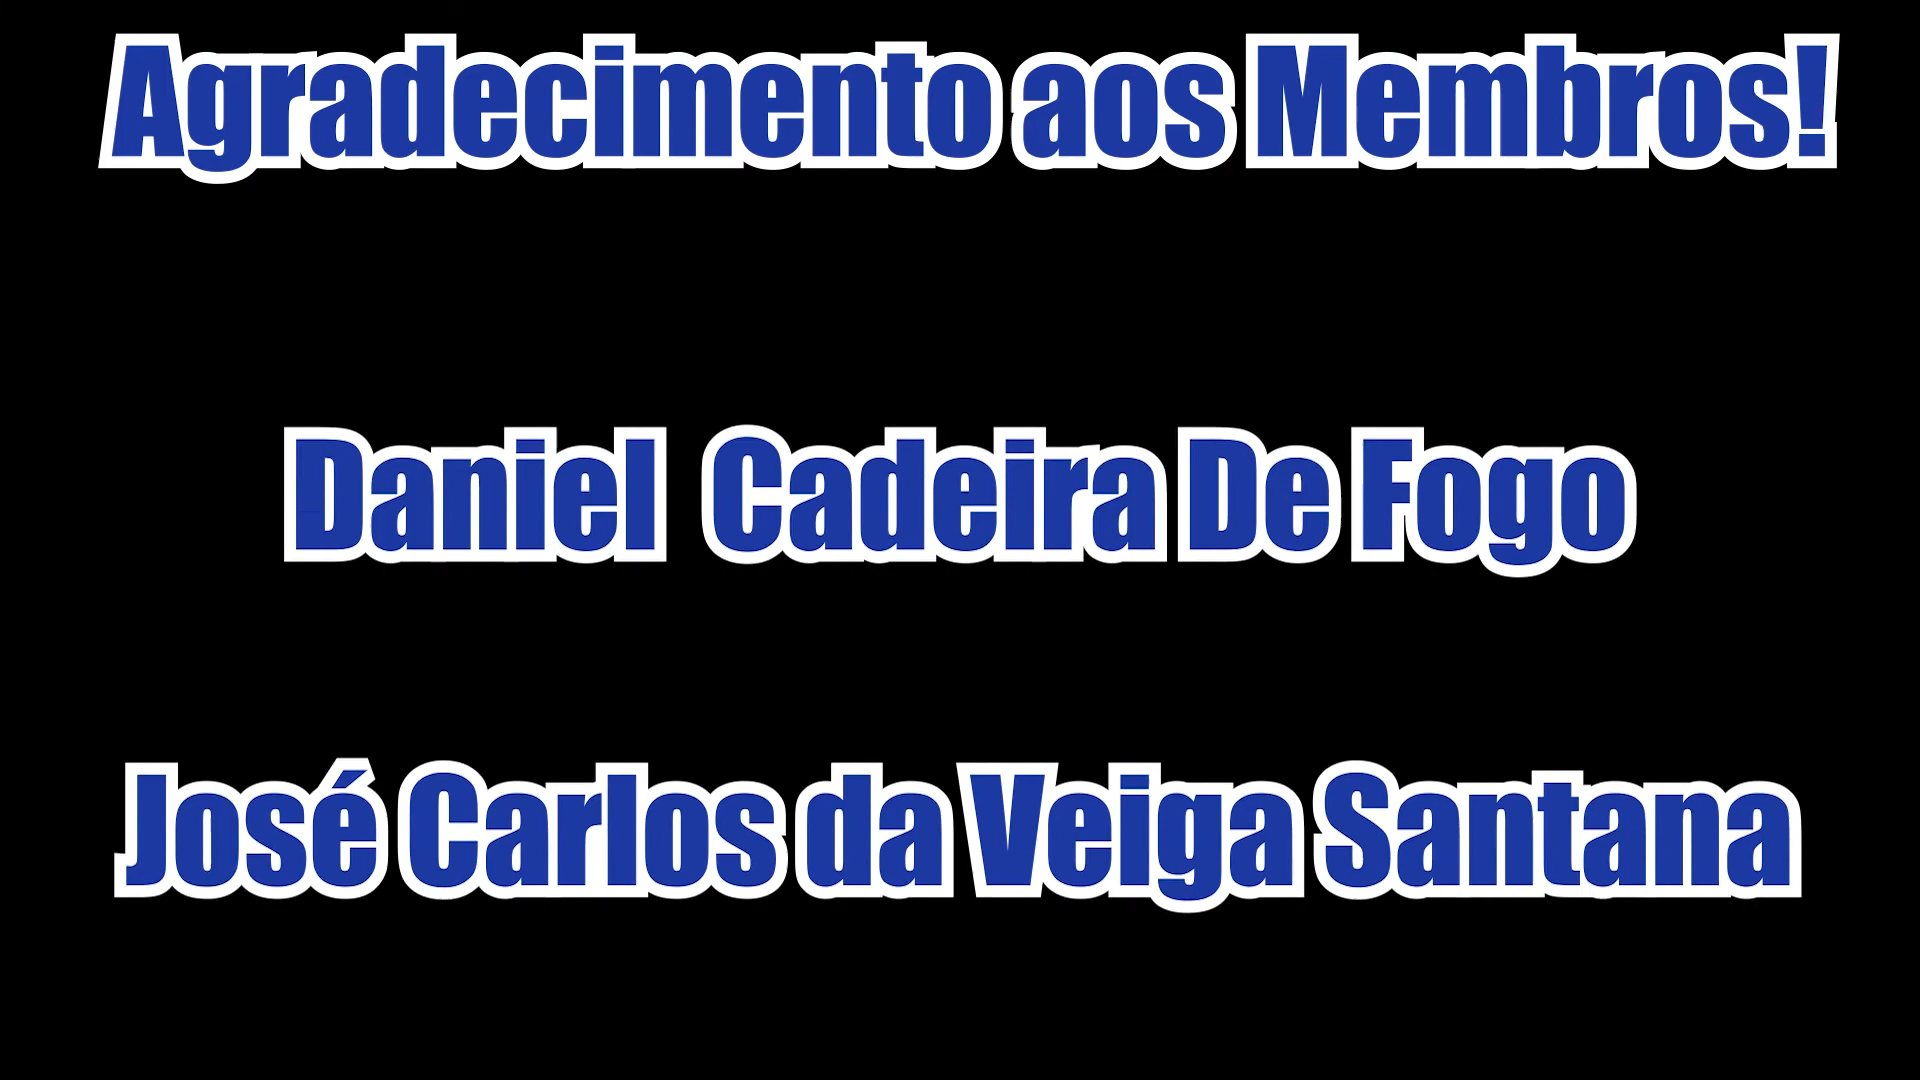 Agradecimento aos Membros!
Daniel Cadeira De Fogo
José Carlos da Veiga Santana